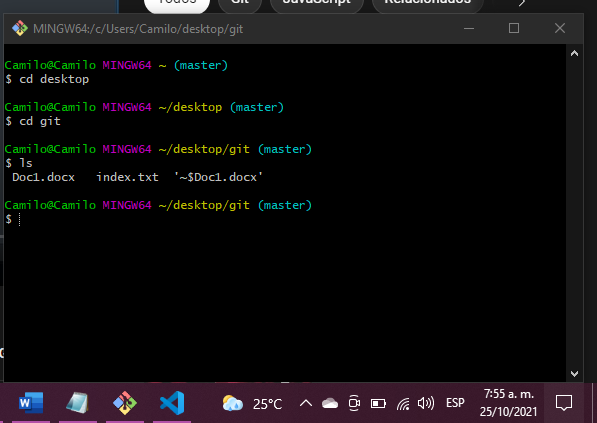 Todos Git JavaScript Relacionados
MINGW64:/c/Users/Camilo/desktop/git
Camilo@Camilo MINGW64 ~ (master)
$ cd desktop
Camilo@Camilo MINGW64 ~/desktop (master)
$ cd git
Camilo@Camilo MINGW64 ~/desktop/git (master)
$ ls
Doc1.docx index.txt '~$Doc1.docx'
Camilo@Camilo MINGW64 ~/desktop/git (master)
$
25°C ESP 7:55 a. m.
25/10/2021